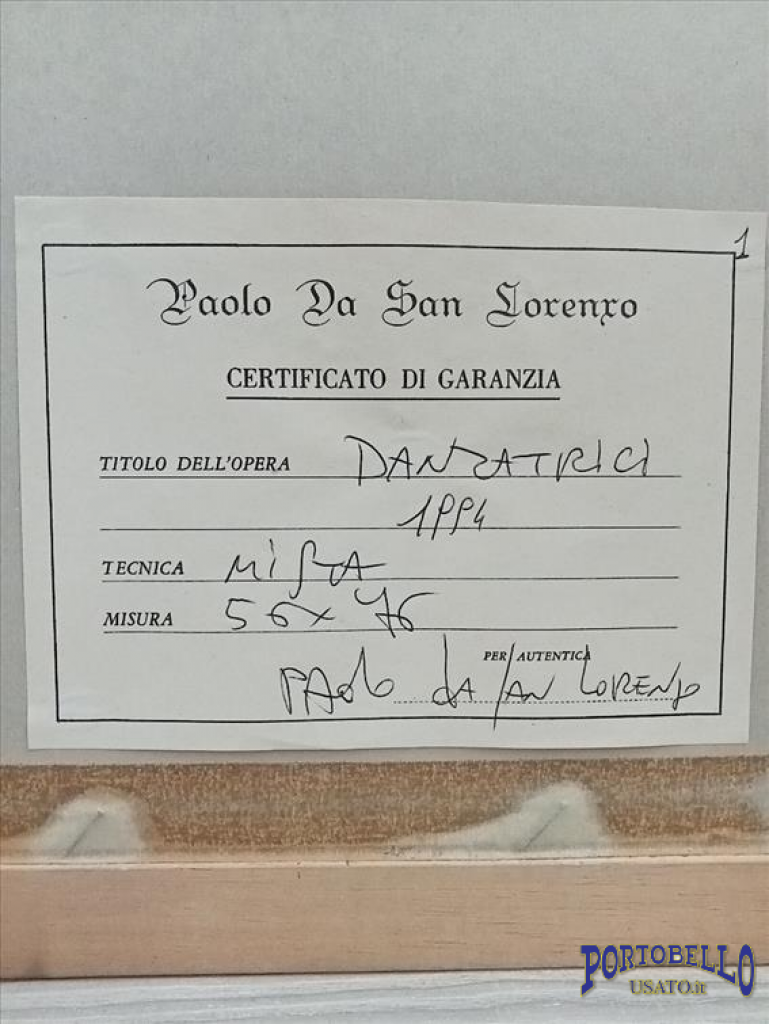 1
Paolo Da San Lorenzo
CERTIFICATO DI GARANZIA
TITOLO DELL'OPERA DANZATRICI
1994
TECNICA MISTA
MISURA 56x76
PER AUTENTICA
PAOLO DA SAN LORENZO
PORTOBELLO
USATO.it